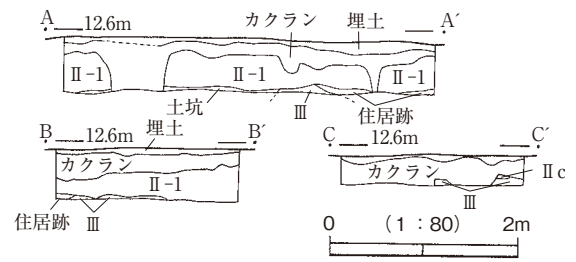 A 12.6m カクラン 埋土 A´
Ⅱ-1 Ⅱ-1 Ⅱ-1
土坑 Ⅲ 住居跡
B 12.6m 埋土 B´
カクラン
Ⅱ-1
住居跡 Ⅲ
C 12.6m C´
カクラン Ⅱc
Ⅲ
0 (1:80) 2m